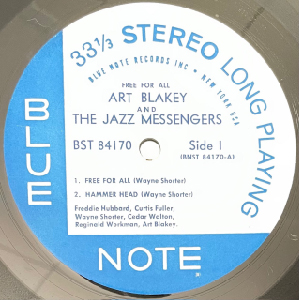 33⅓ STEREO LONG PLAYING
BLUE NOTE RECORDS INC • NEW YORK USA
FREE FOR ALL
ART BLAKEY
AND
THE JAZZ MESSENGERS
BST 84170 Side 1
(BNST 84170-A)
1. FREE FOR ALL (Wayne Shorter)
2. HAMMER HEAD (Wayne Shorter)
Freddie Hubbard, Curtis Fuller,
Wayne Shorter, Cedar Walton,
Reginald Workman, Art Blakey.
BLUE
NOTE